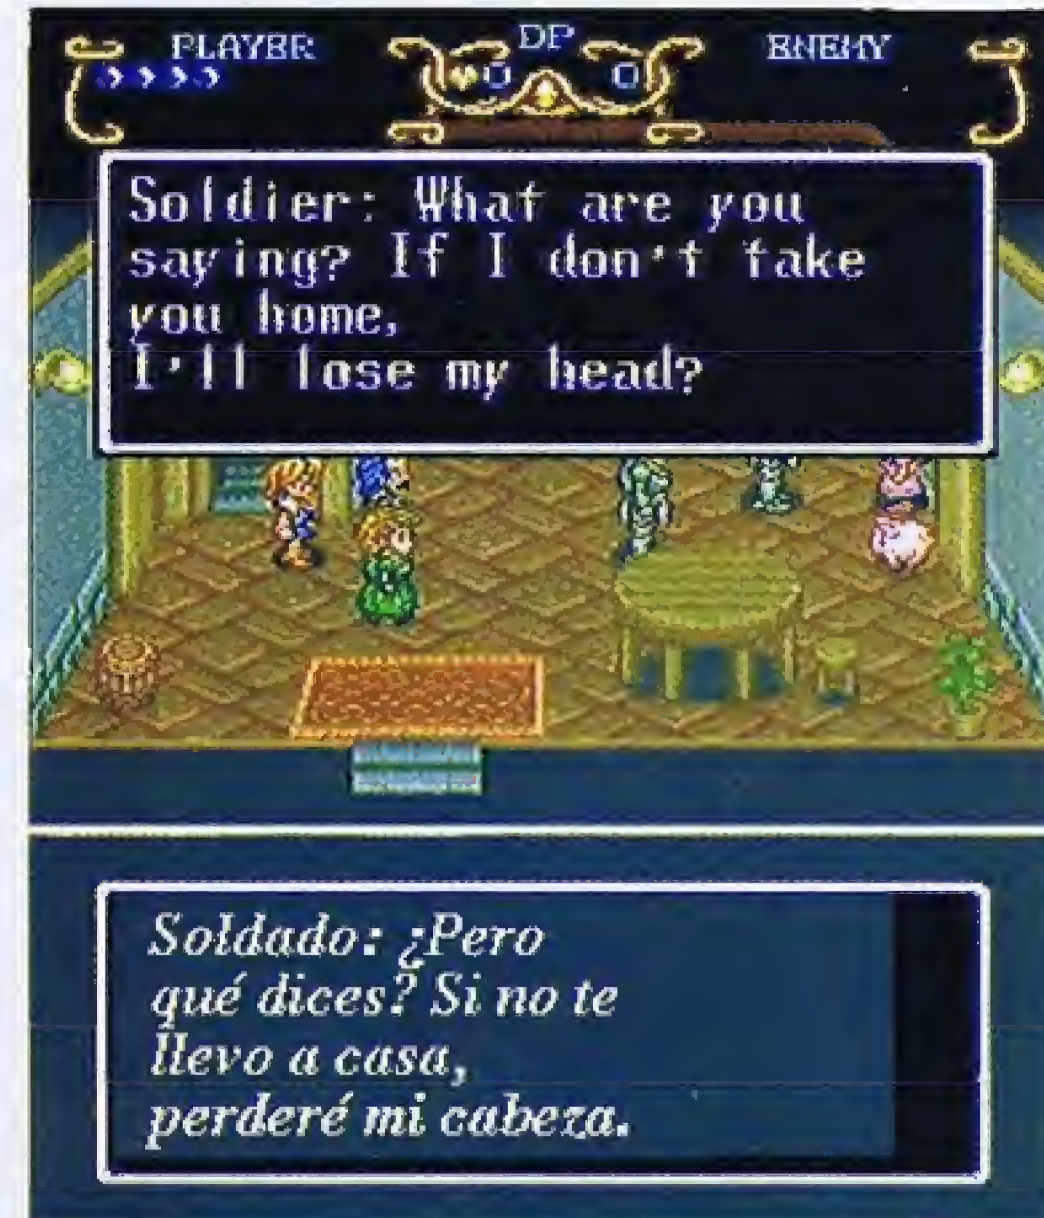 PLAYER DP ENEMY
0 0
Soldier: What are you
saying? If I don't take
you home,
I'll lose my head?
Soldado: ¿Pero
qué dices? Si no te
llevo a casa,
perderé mi cabeza.